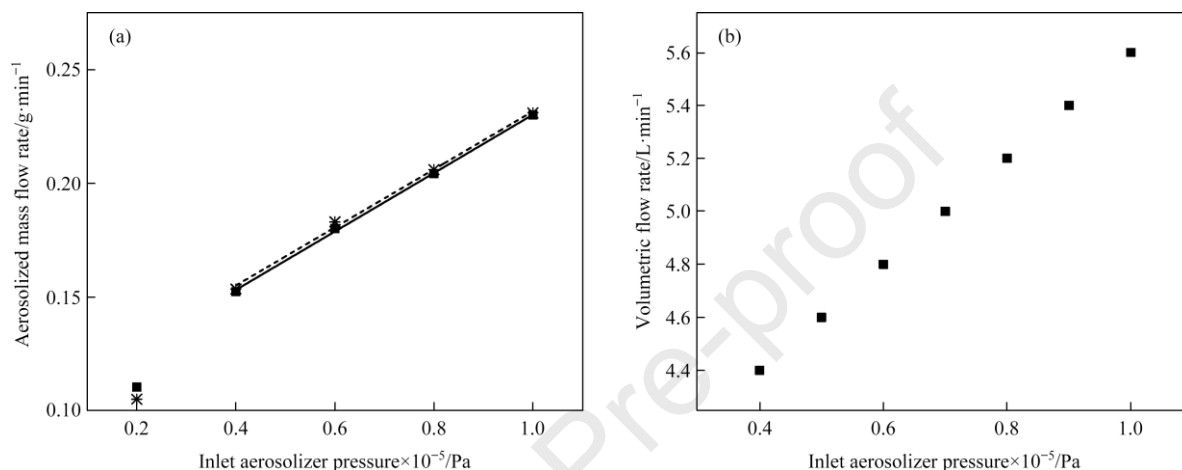 (a)
0.25
0.20
0.15
0.10
Aerosolized mass flow rate/g·min⁻¹
0.2 0.4 0.6 0.8 1.0
Inlet aerosolizer pressure×10⁻⁵/Pa
(b)
5.6
5.4
5.2
5.0
4.8
4.6
4.4
Volumetric flow rate/L·min⁻¹
0.4 0.6 0.8 1.0
Inlet aerosolizer pressure×10⁻⁵/Pa
Pre-proof